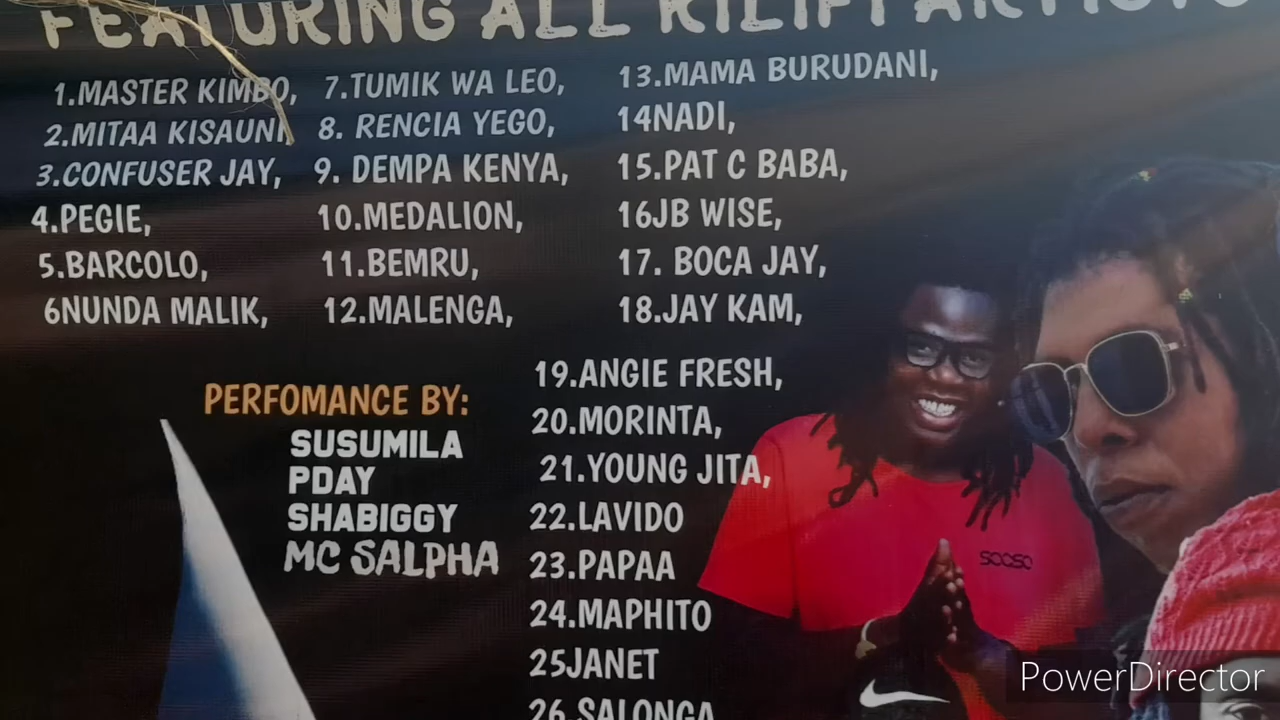 FEATURING ALL KILIFI ARTISTS
1.MASTER KIMBO,
2.MITAA KISAUNI,
3.CONFUSER JAY,
4.PEGIE,
5.BARCOLO,
6NUNDA MALIK,
7.TUMIK WA LEO,
8. RENCIA YEGO,
9. DEMPA KENYA,
10.MEDALION,
11.BEMRU,
12.MALENGA,
13.MAMA BURUDANI,
14NADI,
15.PAT C BABA,
16JB WISE,
17. BOCA JAY,
18.JAY KAM,
19.ANGIE FRESH,
20.MORINTA,
21.YOUNG JITA,
22.LAVIDO
23.PAPAA
24.MAPHITO
25JANET
26.SALONGA
PERFOMANCE BY:
SUSUMILA
PDAY
SHABIGGY
MC SALPHA
SOOSO
PowerDirector